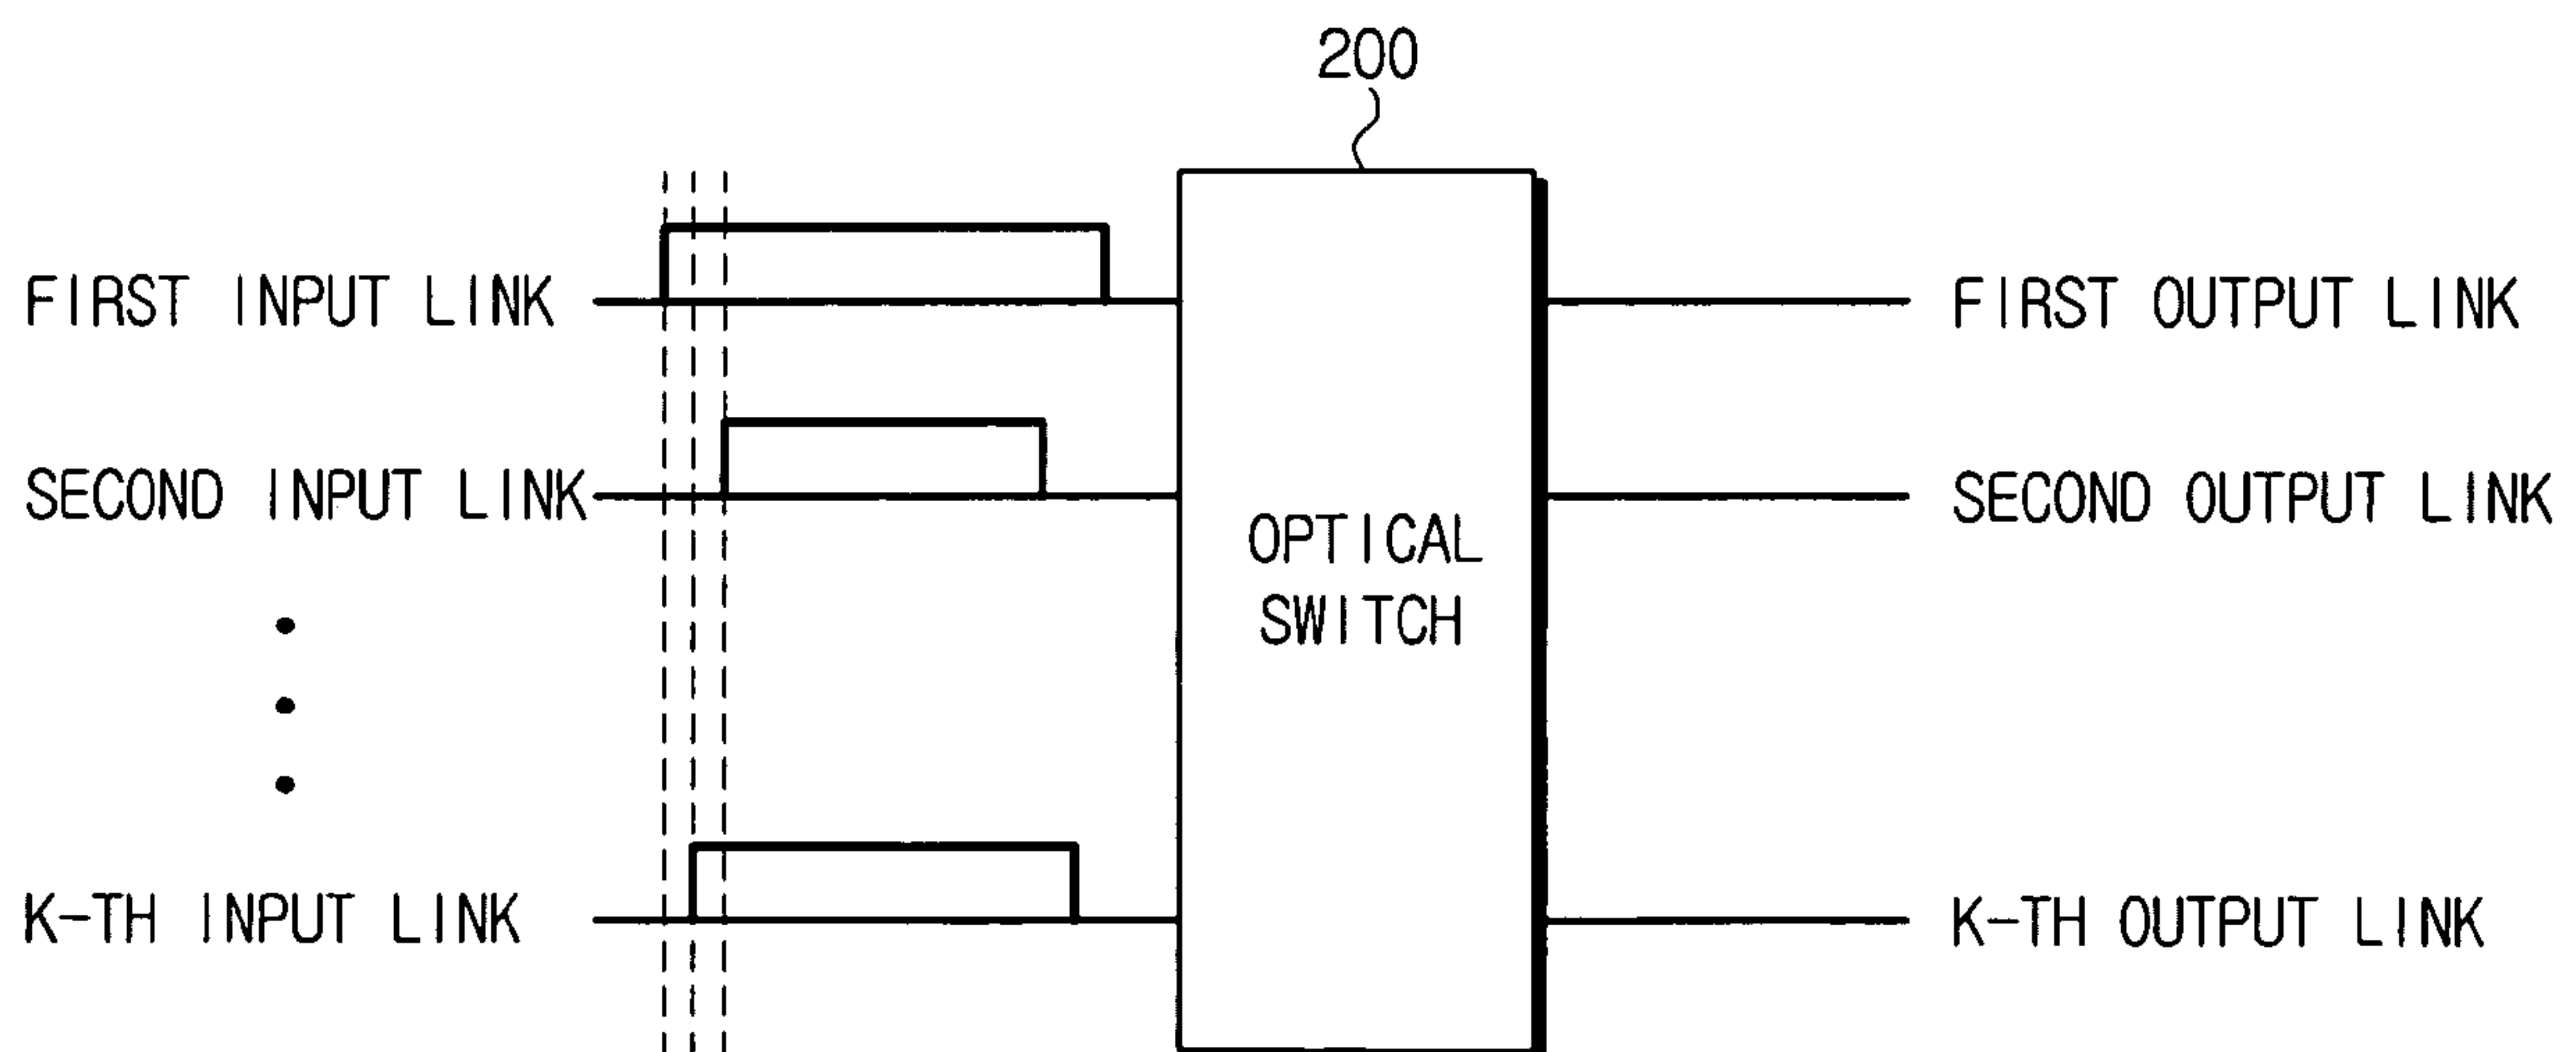 200
FIRST INPUT LINK
FIRST OUTPUT LINK
SECOND INPUT LINK
SECOND OUTPUT LINK
OPTICAL
SWITCH
K-TH INPUT LINK
K-TH OUTPUT LINK